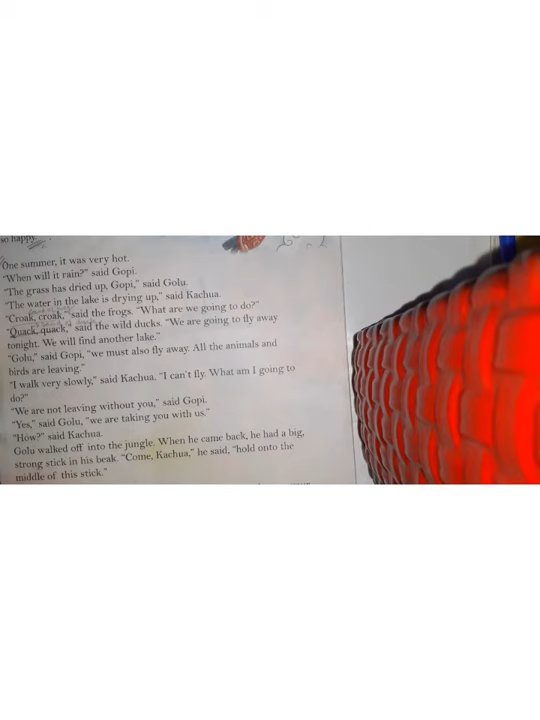 so happy.
One summer, it was very hot.
“When will it rain?” said Gopi.
“The grass has dried up, Gopi,” said Golu.
“The water in the lake is drying up,” said Kachua.
“Croak, croak,” said the frogs. “What are we going to do?”
“Quack, quack,” said the wild ducks. “We are going to fly away
tonight. We will find another lake.”
“Golu,” said Gopi, “we must also fly away. All the animals and
birds are leaving.”
“I walk very slowly,” said Kachua. “I can’t fly. What am I going to
do?”
“We are not leaving without you,” said Gopi.
“Yes,” said Golu, “we are taking you with us.”
“How?” said Kachua.
Golu walked off into the jungle. When he came back, he had a big,
strong stick in his beak. “Come, Kachua,” he said, “hold onto the
middle of this stick.”